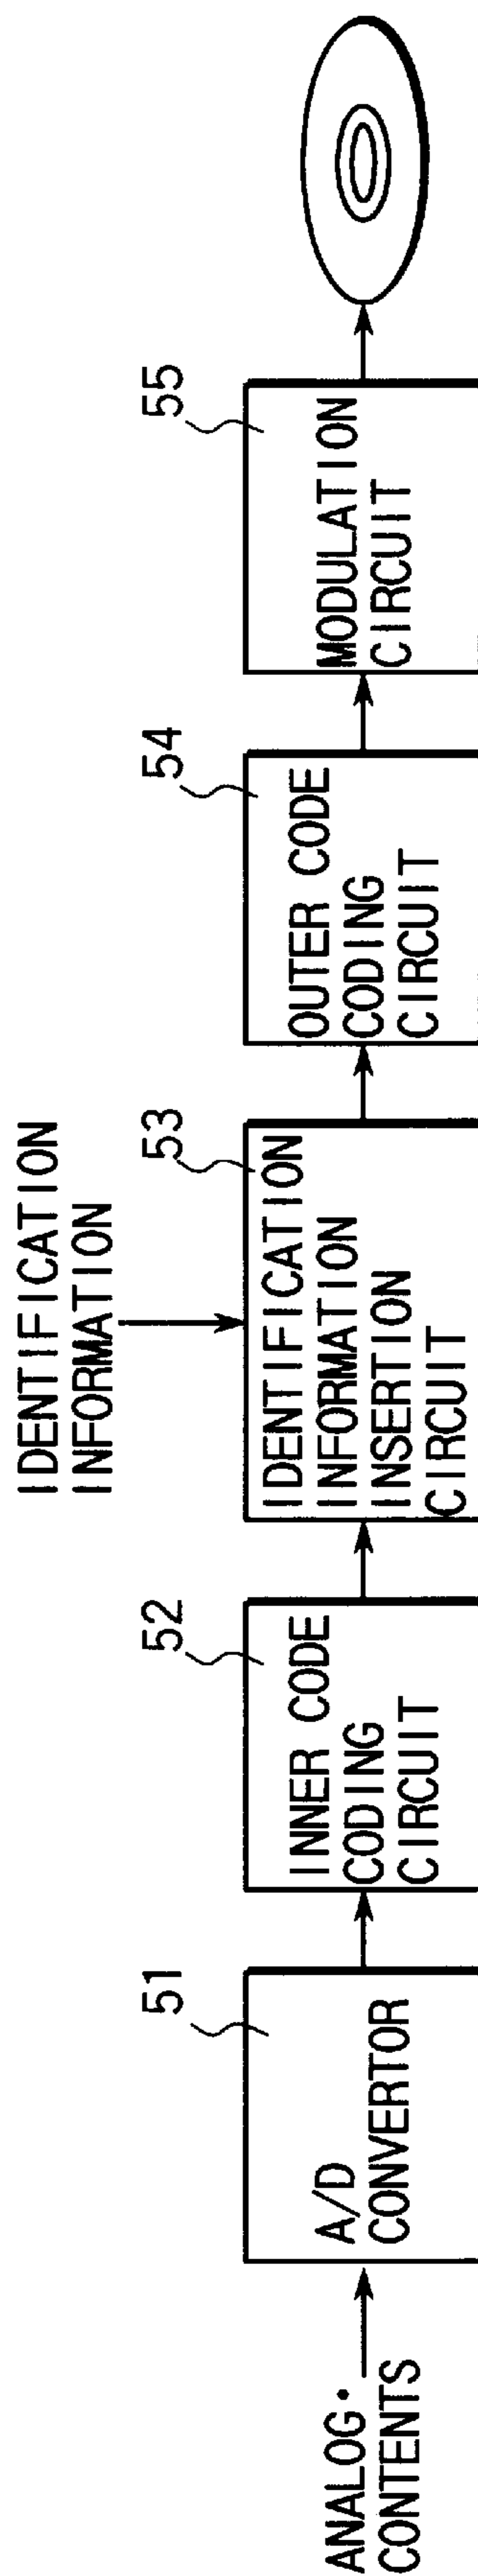 IDENTIFICATION
INFORMATION
51
52
53
54
55
ANALOG·
CONTENTS
A/D
CONVERTOR
INNER CODE
CODING
CIRCUIT
IDENTIFICATION
INFORMATION
INSERTION
CIRCUIT
OUTER CODE
CODING
CIRCUIT
MODULATION
CIRCUIT